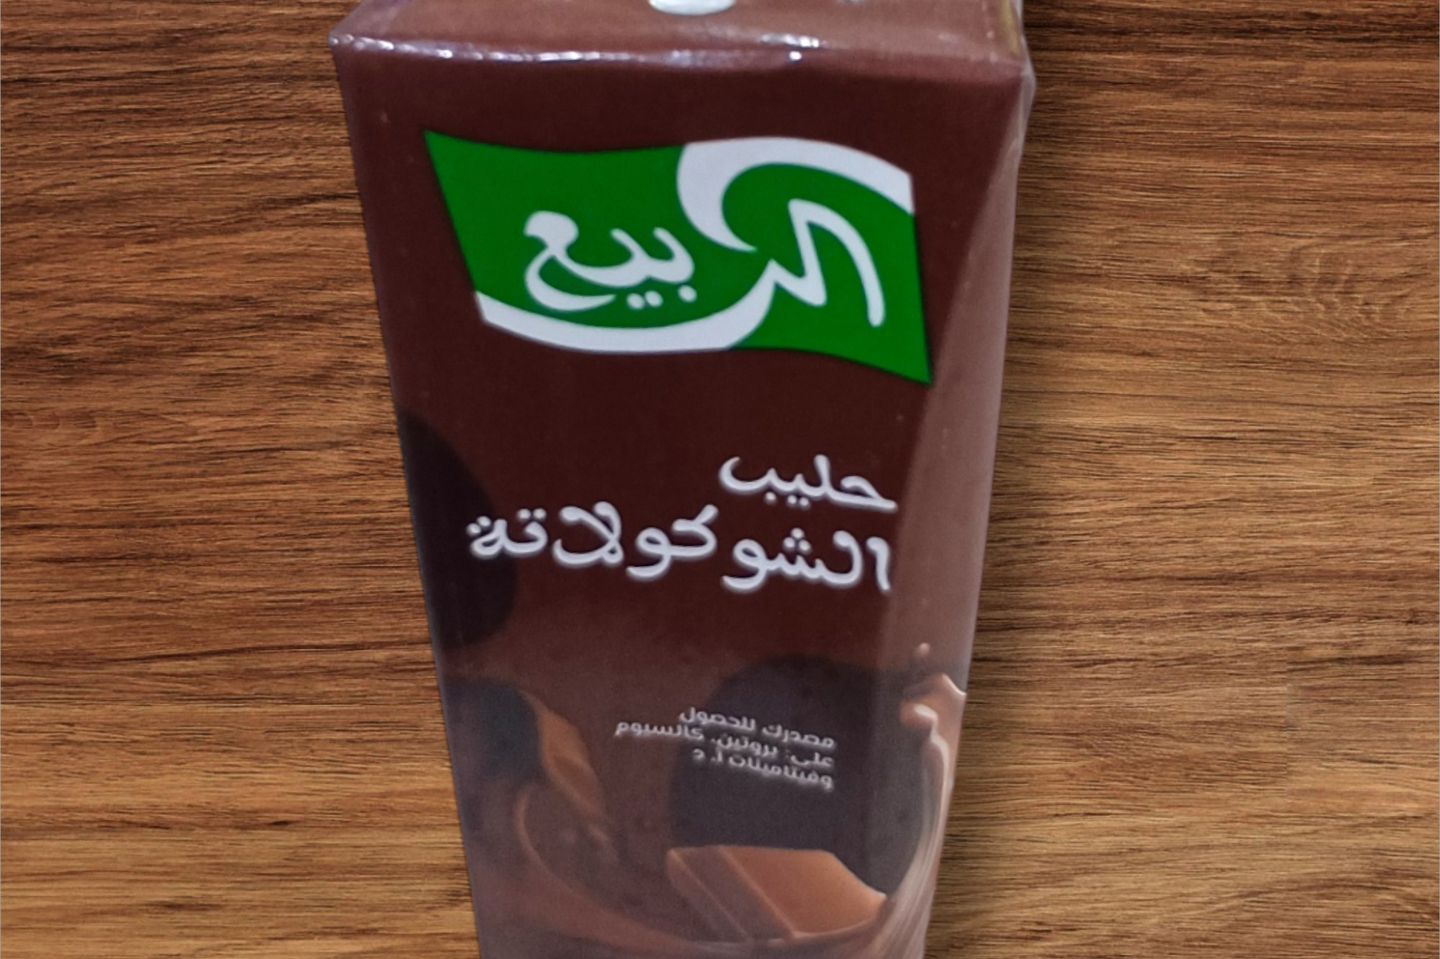 الربيع
حليب
الشوكولاتة
مصدرك للحصول
على: بروتين، كالسيوم
وفيتامينات أ، د